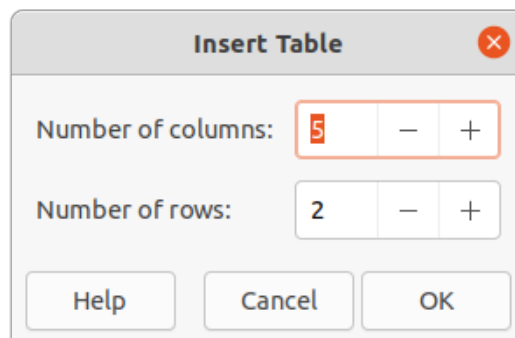 Insert Table
Number of columns: 5
Number of rows: 2
Help Cancel OK